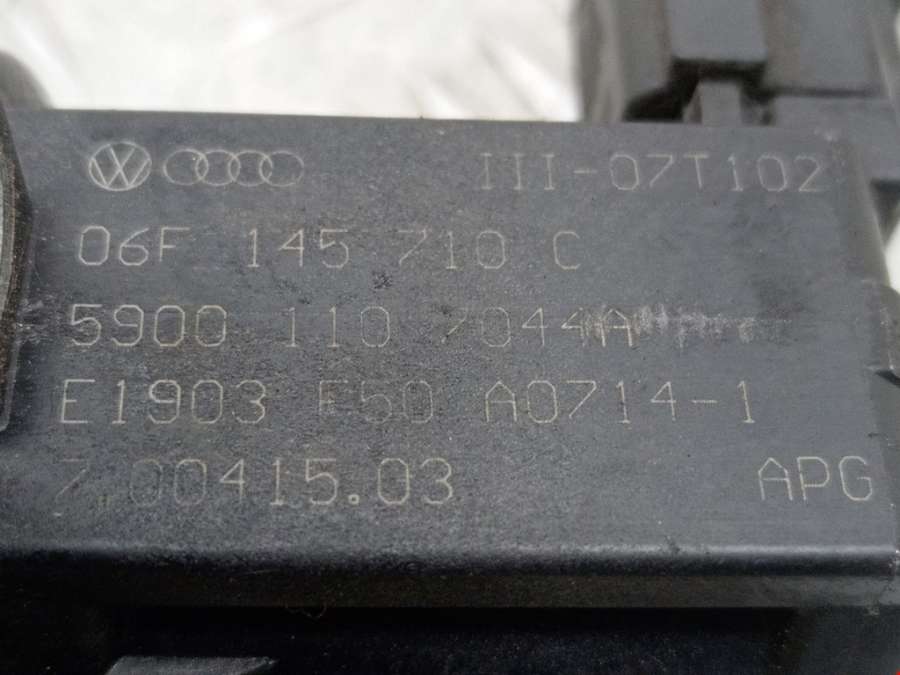 III-07T102
06F 145 710 C
5900 110 7044A
E1903 F50 A0714-1
7.00415.03 APG